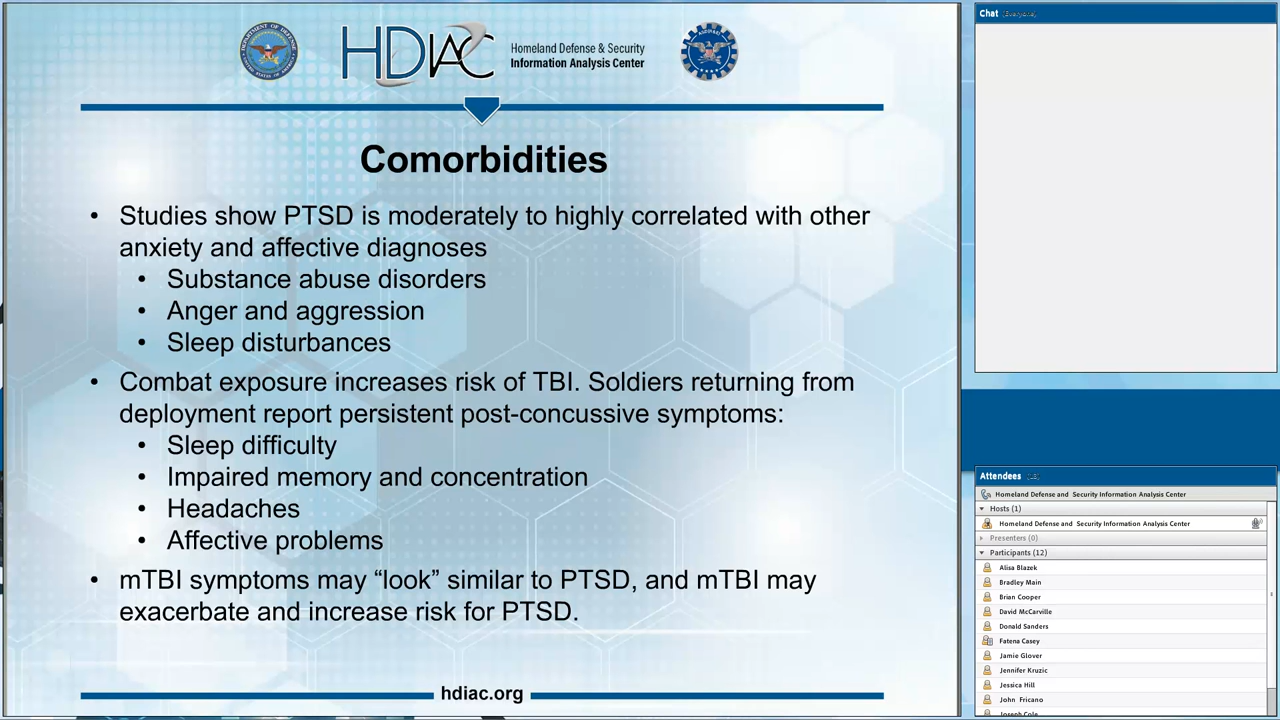 HDIAC
Homeland Defense & Security
Information Analysis Center
Comorbidities
• Studies show PTSD is moderately to highly correlated with other
anxiety and affective diagnoses
• Substance abuse disorders
• Anger and aggression
• Sleep disturbances
• Combat exposure increases risk of TBI. Soldiers returning from
deployment report persistent post-concussive symptoms:
• Sleep difficulty
• Impaired memory and concentration
• Headaches
• Affective problems
• mTBI symptoms may “look” similar to PTSD, and mTBI may
exacerbate and increase risk for PTSD.
hdiac.org
Chat (Everyone)
Attendees
Homeland Defense and Security Information Analysis Center
Hosts (1)
Homeland Defense and Security Information Analysis Center
Presenters (0)
Participants (12)
Alisa Blazek
Bradley Main
Brian Cooper
David McCarville
Donald Sanders
Fatena Casey
Jamie Glover
Jennifer Kruzic
Jessica Hill
John Fricano
Joseph Cole